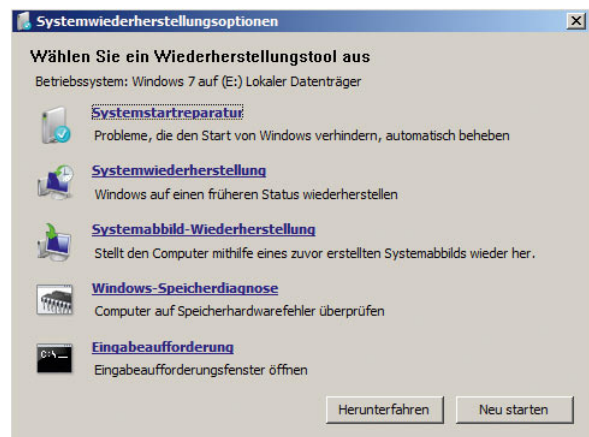 Systemwiederherstellungsoptionen
Wählen Sie ein Wiederherstellungstool aus
Betriebssystem: Windows 7 auf (E:) Lokaler Datenträger
Systemstartreparatur
Probleme, die den Start von Windows verhindern, automatisch beheben
Systemwiederherstellung
Windows auf einen früheren Status wiederherstellen
Systemabbild-Wiederherstellung
Stellt den Computer mithilfe eines zuvor erstellten Systemabbilds wieder her.
Windows-Speicherdiagnose
Computer auf Speicherhardwarefehler überprüfen
C:\_
Eingabeaufforderung
Eingabeaufforderungsfenster öffnen
Herunterfahren
Neu starten